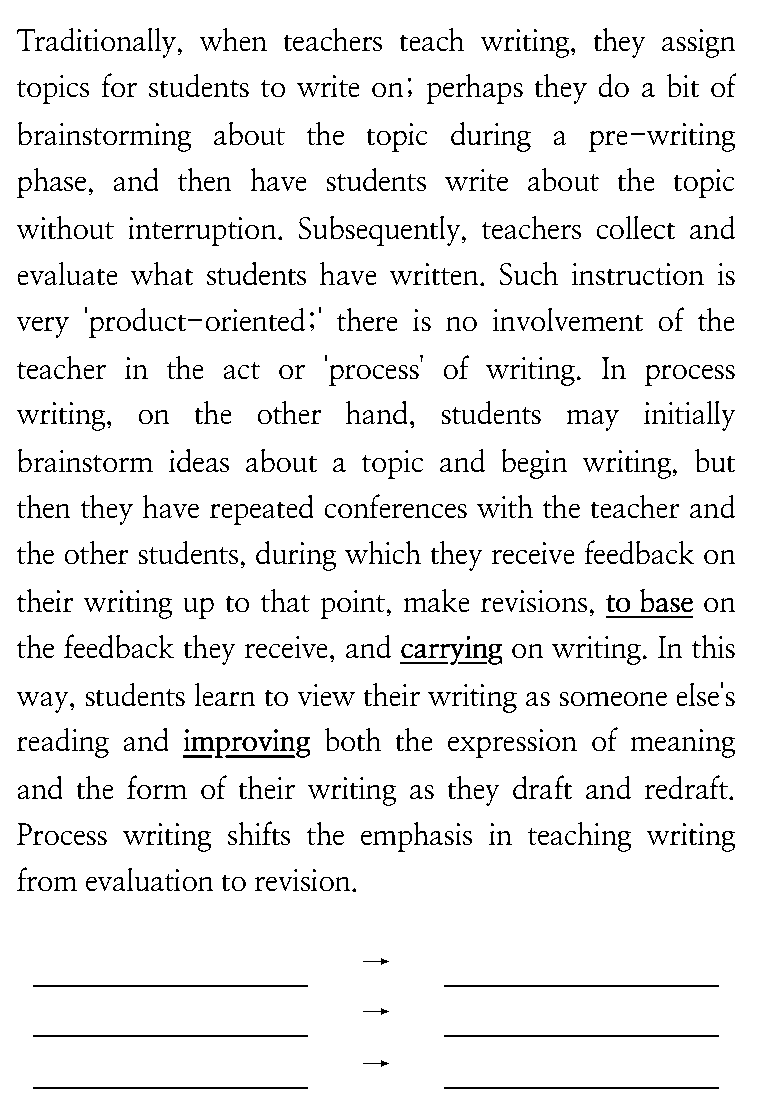 Traditionally, when teachers teach writing, they assign
topics for students to write on; perhaps they do a bit of
brainstorming about the topic during a pre-writing
phase, and then have students write about the topic
without interruption. Subsequently, teachers collect and
evaluate what students have written. Such instruction is
very 'product-oriented;' there is no involvement of the
teacher in the act or 'process' of writing. In process
writing, on the other hand, students may initially
brainstorm ideas about a topic and begin writing, but
then they have repeated conferences with the teacher and
the other students, during which they receive feedback on
their writing up to that point, make revisions, to base on
the feedback they receive, and carrying on writing. In this
way, students learn to view their writing as someone else's
reading and improving both the expression of meaning
and the form of their writing as they draft and redraft.
Process writing shifts the emphasis in teaching writing
from evaluation to revision.
→
→
→